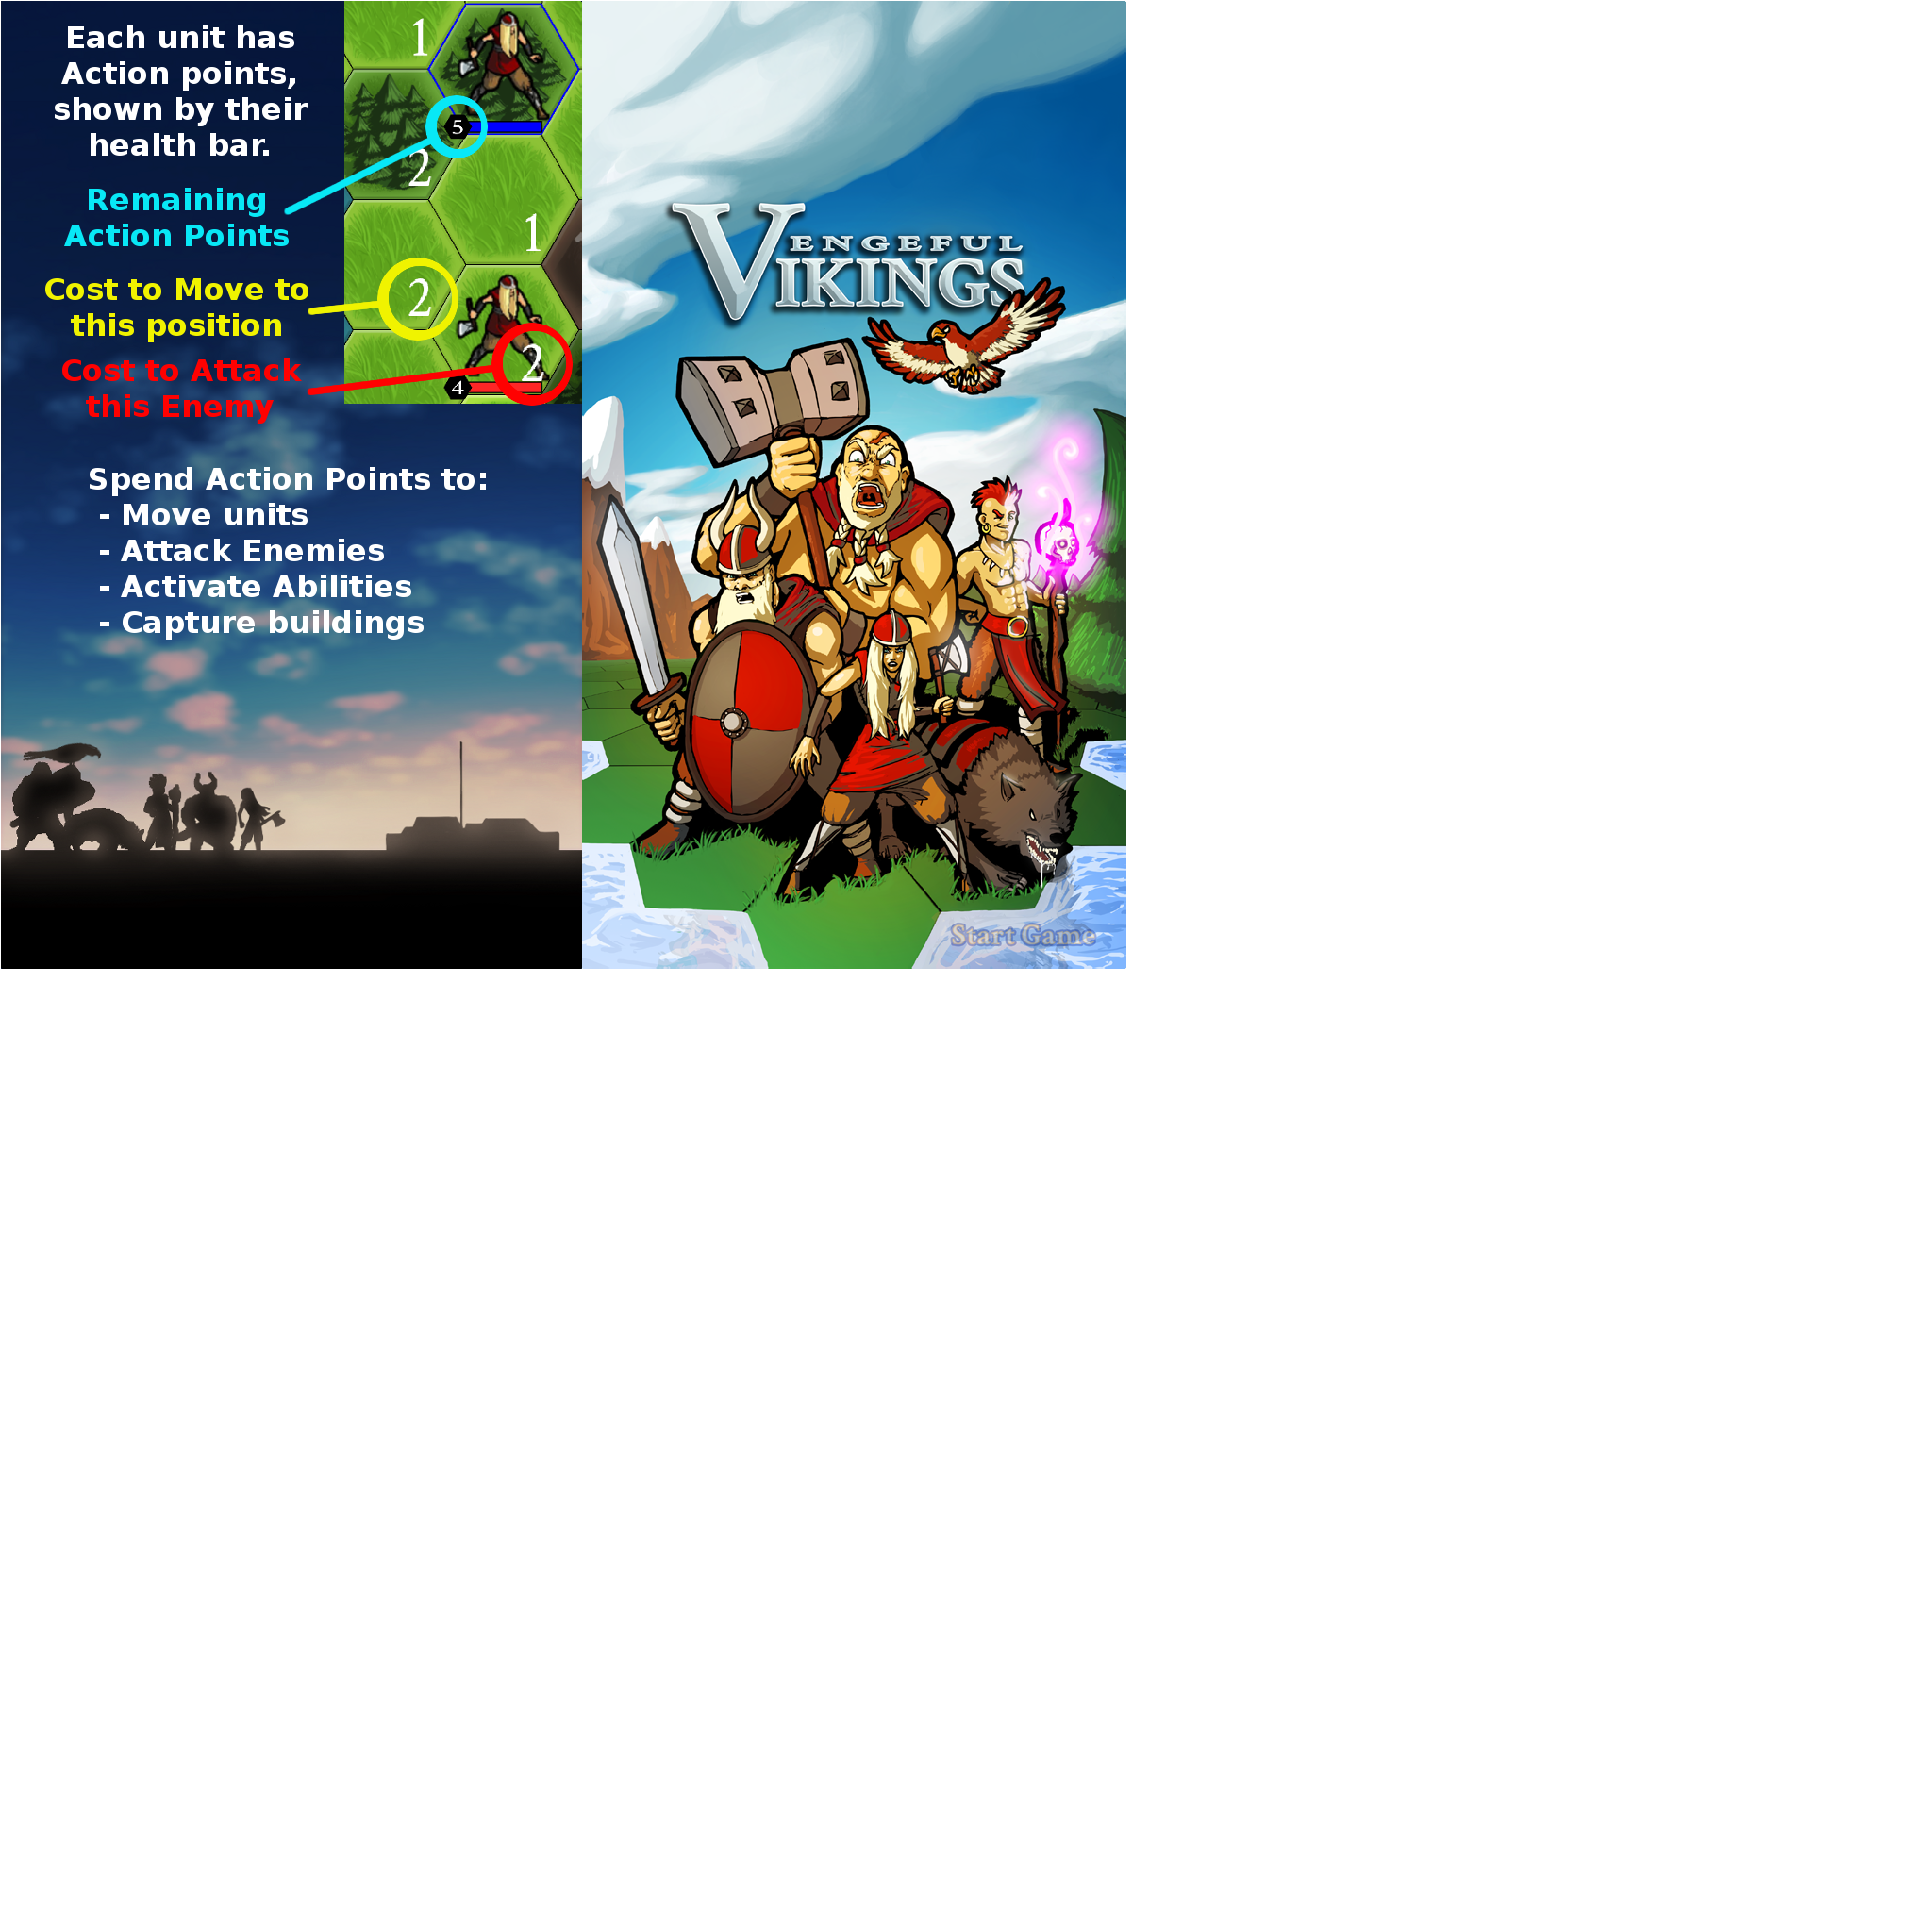 Each unit has
Action points,
shown by their
health bar.
Remaining
Action Points
Cost to Move to
this position
Cost to Attack
this Enemy
1
5
2
1
2
2
4
Spend Action Points to:
- Move units
- Attack Enemies
- Activate Abilities
- Capture buildings
VENGEFUL
VIKINGS
Start Game